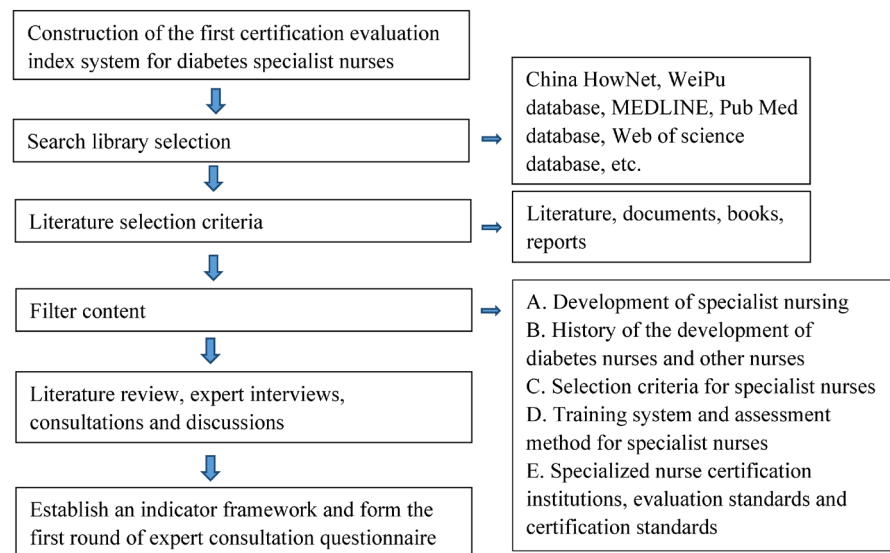 Construction of the first certification evaluation
index system for diabetes specialist nurses
Search library selection
China HowNet, WeiPu
database, MEDLINE, Pub Med
database, Web of science
database, etc.
Literature selection criteria
Literature, documents, books,
reports
Filter content
A. Development of specialist nursing
B. History of the development of
diabetes nurses and other nurses
C. Selection criteria for specialist nurses
D. Training system and assessment
method for specialist nurses
E. Specialized nurse certification
institutions, evaluation standards and
certification standards
Literature review, expert interviews,
consultations and discussions
Establish an indicator framework and form the
first round of expert consultation questionnaire